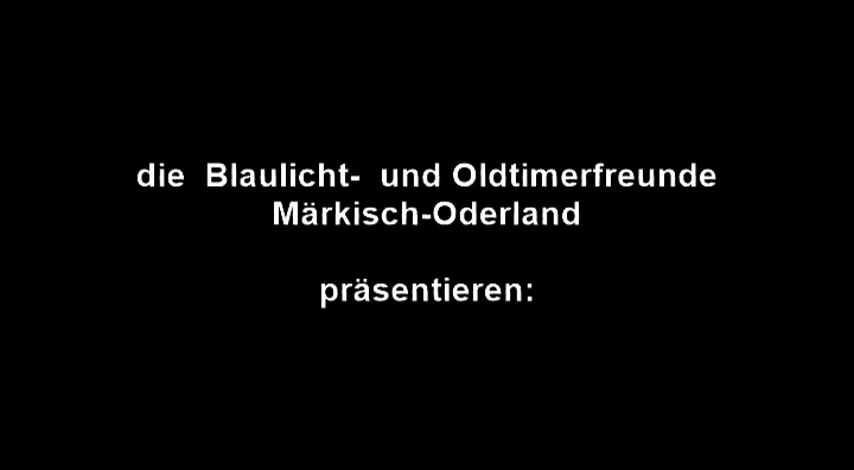 die  Blaulicht-  und Oldtimerfreunde
Märkisch-Oderland
präsentieren: